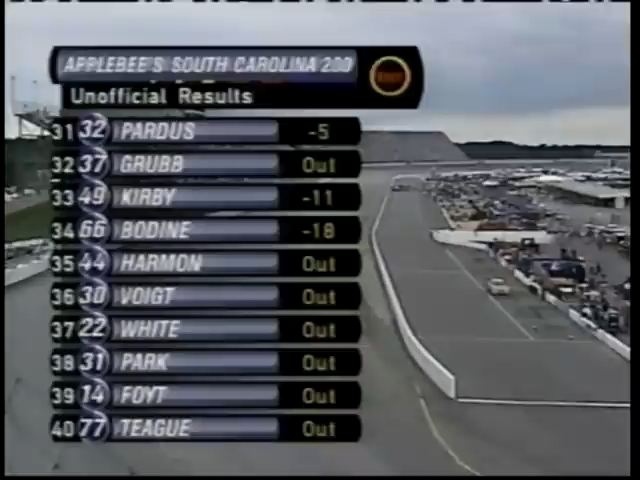 APPLEBEE'S SOUTH CAROLINA 200
Unofficial Results
31 32 PARDUS -5
32 37 GRUBB Out
33 49 KIRBY -11
34 66 BODINE -18
35 44 HARMON Out
36 30 VOIGT Out
37 22 WHITE Out
38 31 PARK Out
39 14 FOYT Out
40 77 TEAGUE Out